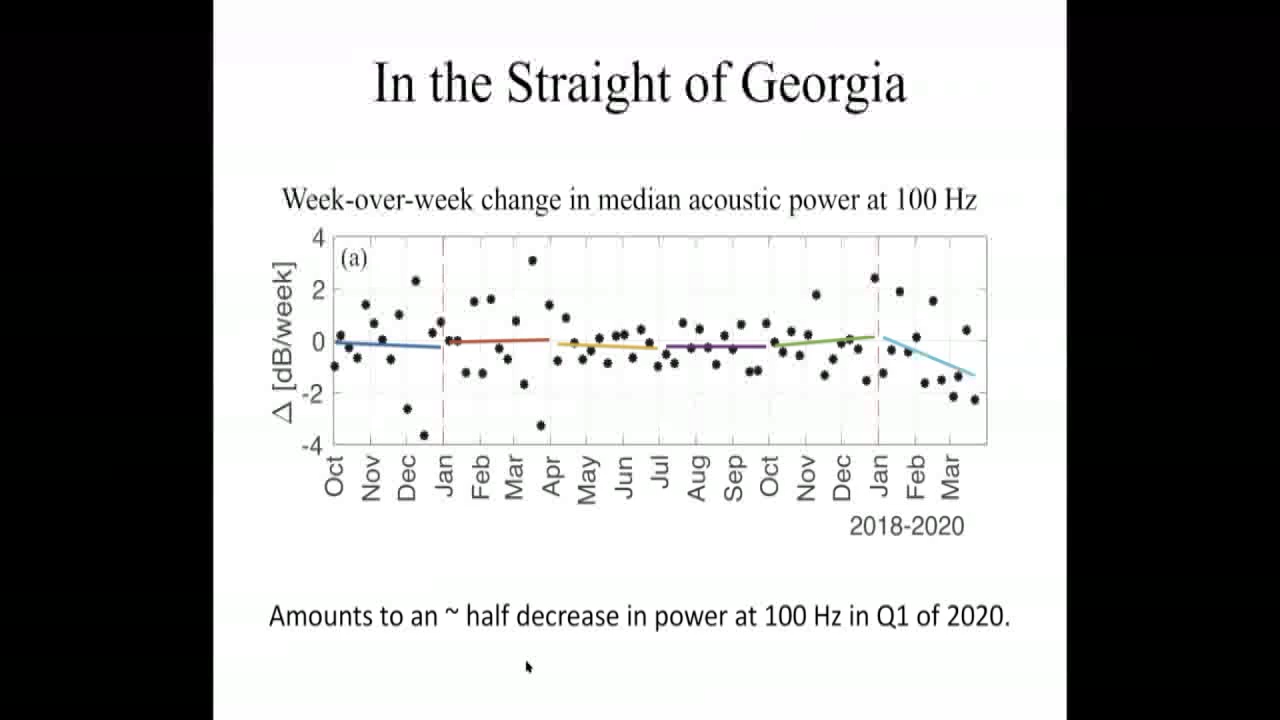 In the Straight of Georgia
Week-over-week change in median acoustic power at 100 Hz
(a)
Δ [dB/week]
4
2
0
-2
-4
Oct Nov Dec Jan Feb Mar Apr May Jun Jul Aug Sep Oct Nov Dec Jan Feb Mar
2018-2020
Amounts to an ~ half decrease in power at 100 Hz in Q1 of 2020.